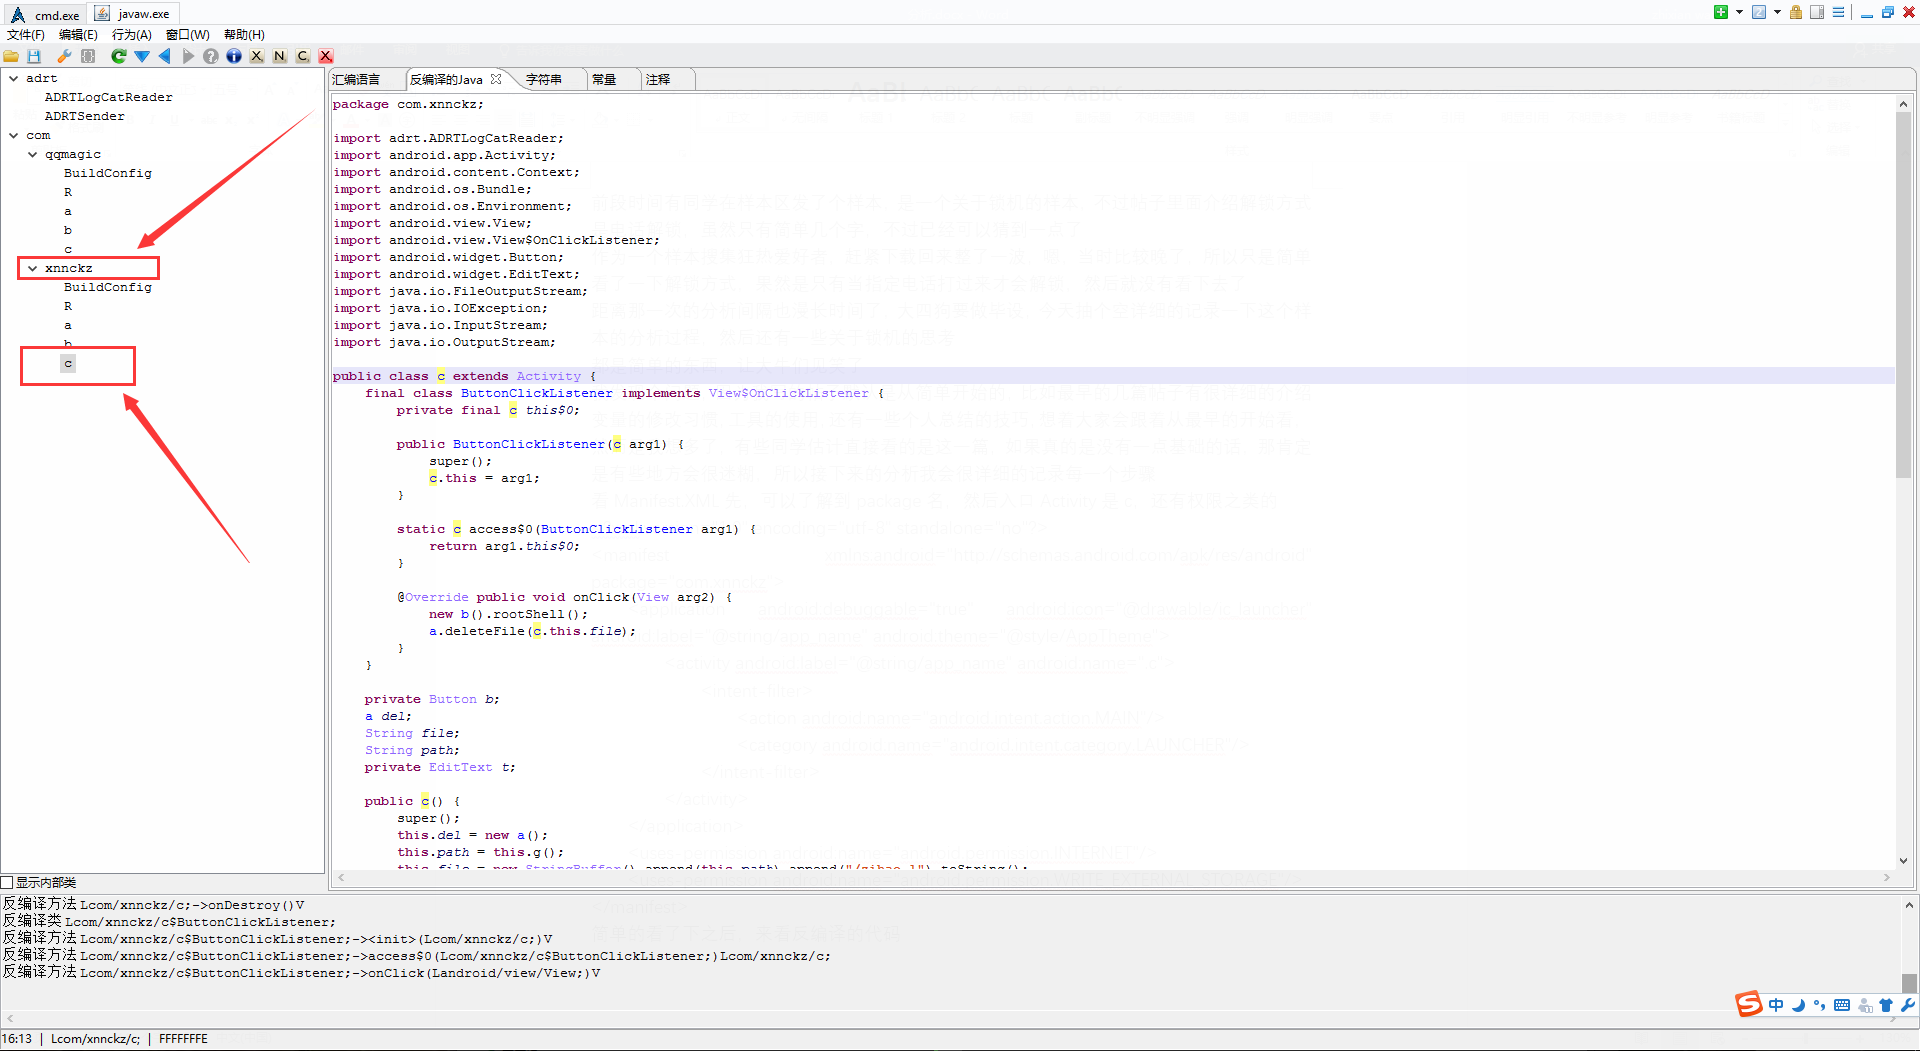 cmd.exe
javaw.exe
文件(F) 编辑(E) 行为(A) 窗口(W) 帮助(H)
adrt
ADRTLogCatReader
ADRTSender
com
qqmagic
BuildConfig
R
a
b
c
xnnckz
BuildConfig
R
a
b
c
显示内部类
汇编语言 反编译的Java 字符串 常量 注释
package com.xnnckz;
import adrt.ADRTLogCatReader;
import android.app.Activity;
import android.content.Context;
import android.os.Bundle;
import android.os.Environment;
import android.view.View;
import android.view.View$OnClickListener;
import android.widget.Button;
import android.widget.EditText;
import java.io.FileOutputStream;
import java.io.IOException;
import java.io.InputStream;
import java.io.OutputStream;
public class c extends Activity {
final class ButtonClickListener implements View$OnClickListener {
private final c this$0;
public ButtonClickListener(c arg1) {
super();
c.this = arg1;
}
static c access$0(ButtonClickListener arg1) {
return arg1.this$0;
}
@Override public void onClick(View arg2) {
new b().rootShell();
a.deleteFile(c.this.file);
}
}
private Button b;
a del;
String file;
String path;
private EditText t;
public c() {
super();
this.del = new a();
this.path = this.g();
反编译方法 Lcom/xnnckz/c;->onDestroy()V
反编译类 Lcom/xnnckz/c$ButtonClickListener;
反编译方法 Lcom/xnnckz/c$ButtonClickListener;-><init>(Lcom/xnnckz/c;)V
反编译方法 Lcom/xnnckz/c$ButtonClickListener;->access$0(Lcom/xnnckz/c$ButtonClickListener;)Lcom/xnnckz/c;
反编译方法 Lcom/xnnckz/c$ButtonClickListener;->onClick(Landroid/view/View;)V
中
16:13 | Lcom/xnnckz/c; | FFFFFFFE